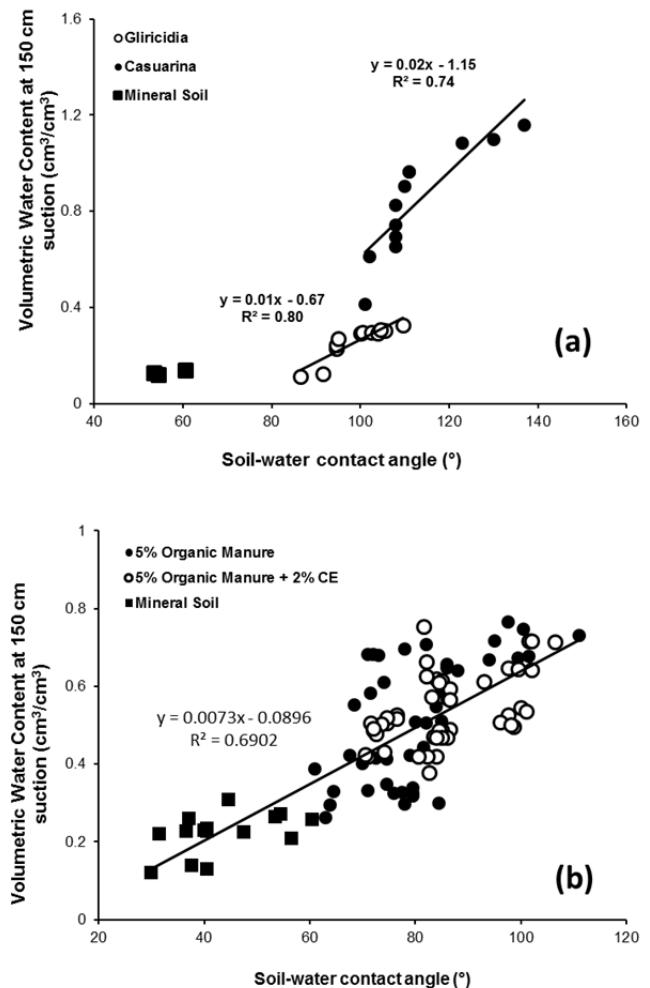 1.6
Gliricidia
Casuarina
Mineral Soil
y = 0.02x - 1.15
R² = 0.74
1.2
0.8
y = 0.01x - 0.67
R² = 0.80
0.4
0
(a)
40 60 80 100 120 140 160
Volumetric Water Content at 150 cm
suction (cm³/cm³)
Soil-water contact angle (°)
1
5% Organic Manure
5% Organic Manure + 2% CE
Mineral Soil
0.8
0.6
y = 0.0073x - 0.0896
R² = 0.6902
0.4
0.2
0
(b)
20 40 60 80 100 120
Volumetric Water Content at 150 cm
suction (cm³/cm³)
Soil-water contact angle (°)